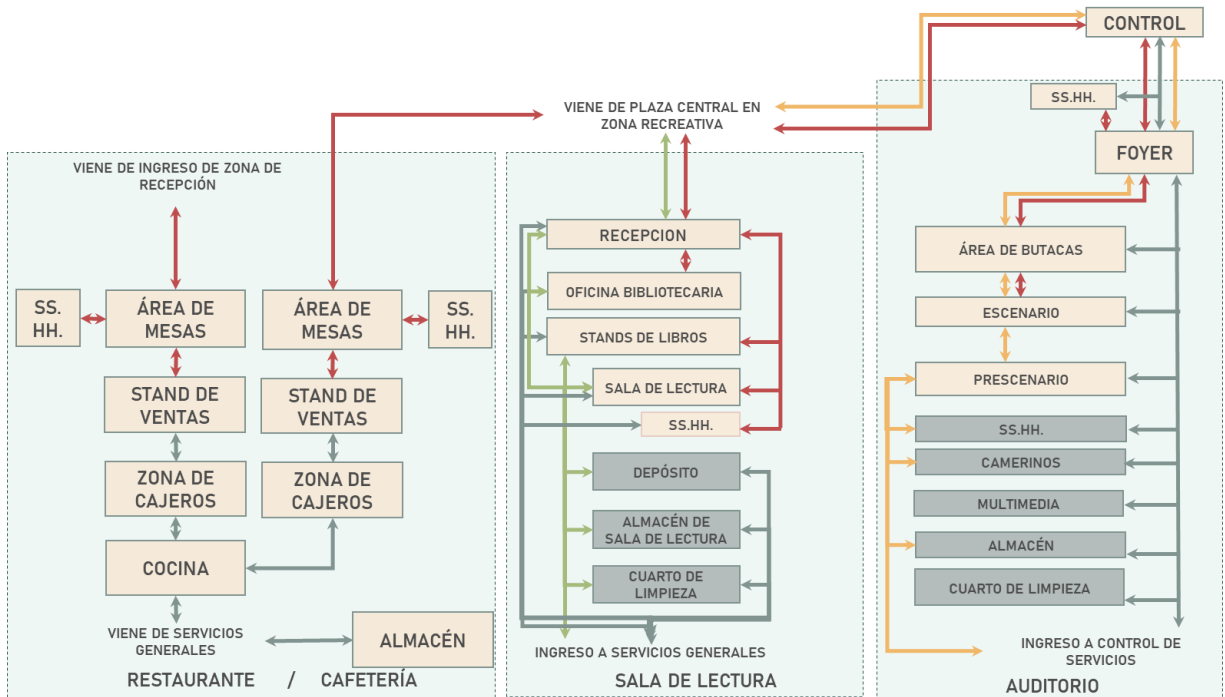 CONTROL
SS.HH.
FOYER
VIENE DE PLAZA CENTRAL EN
ZONA RECREATIVA
VIENE DE INGRESO DE ZONA DE
RECEPCIÓN
SS.
HH.
ÁREA DE
MESAS
ÁREA DE
MESAS
SS.
HH.
STAND DE
VENTAS
STAND DE
VENTAS
ZONA DE
CAJEROS
ZONA DE
CAJEROS
COCINA
VIENE DE SERVICIOS
GENERALES
ALMACÉN
RESTAURANTE / CAFETERÍA
RECEPCION
OFICINA BIBLIOTECARIA
STANDS DE LIBROS
SALA DE LECTURA
SS.HH.
DEPÓSITO
ALMACÉN DE
SALA DE LECTURA
CUARTO DE
LIMPIEZA
INGRESO A SERVICIOS GENERALES
SALA DE LECTURA
ÁREA DE BUTACAS
ESCENARIO
PRESCENARIO
SS.HH.
CAMERINOS
MULTIMEDIA
ALMACÉN
CUARTO DE LIMPIEZA
INGRESO A CONTROL DE
SERVICIOS
AUDITORIO